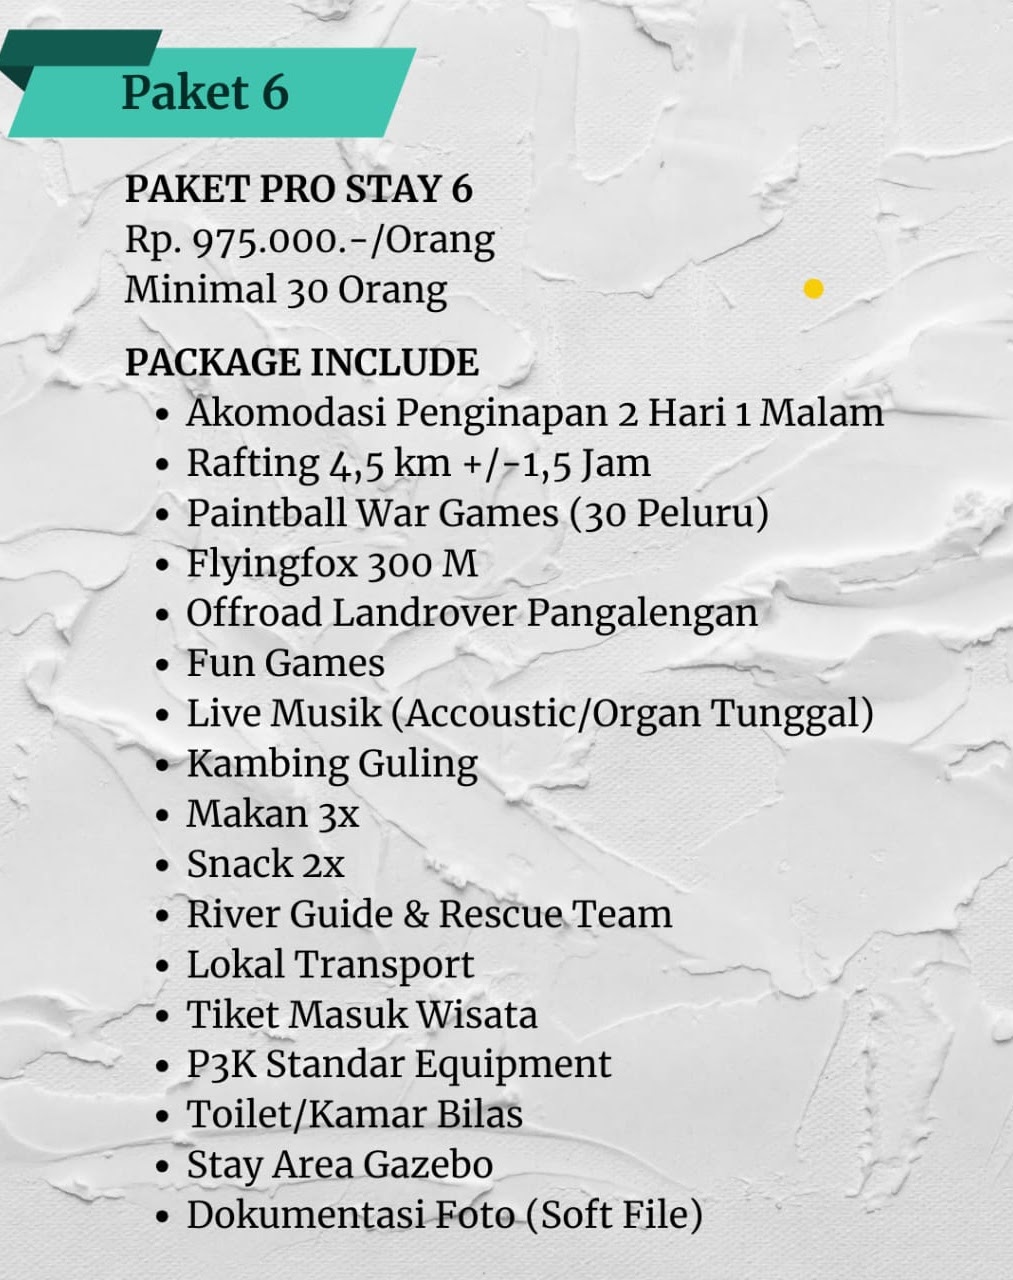 Paket 6
PAKET PRO STAY 6
Rp. 975.000.-/Orang
Minimal 30 Orang
PACKAGE INCLUDE
• Akomodasi Penginapan 2 Hari 1 Malam
• Rafting 4,5 km +/-1,5 Jam
• Paintball War Games (30 Peluru)
• Flyingfox 300 M
• Offroad Landrover Pangalengan
• Fun Games
• Live Musik (Accoustic/Organ Tunggal)
• Kambing Guling
• Makan 3x
• Snack 2x
• River Guide & Rescue Team
• Lokal Transport
• Tiket Masuk Wisata
• P3K Standar Equipment
• Toilet/Kamar Bilas
• Stay Area Gazebo
• Dokumentasi Foto (Soft File)